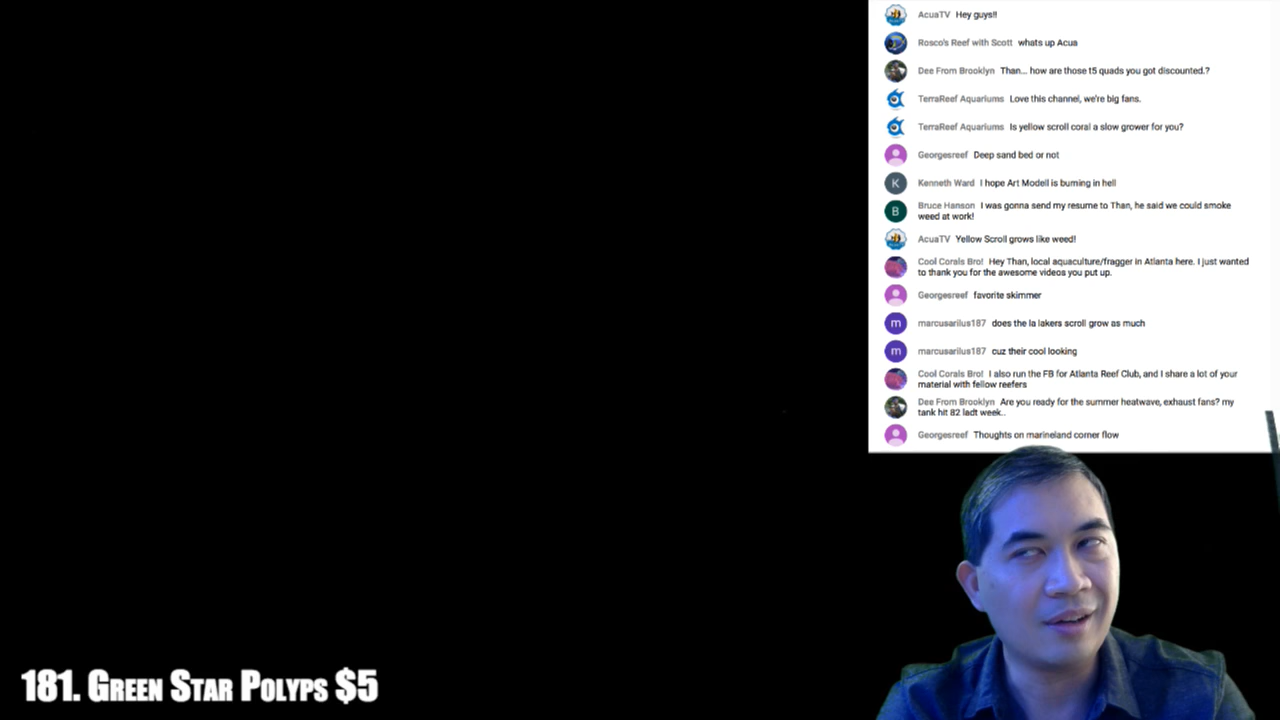 AcuaTV Hey guys!!
Rosco's Reef with Scott whats up Acua
Dee From Brooklyn Than... how are those t5 quads you got discounted.?
TerraReef Aquariums Love this channel, we're big fans.
TerraReef Aquariums Is yellow scroll coral a slow grower for you?
Georgesreef Deep sand bed or not
K Kenneth Ward I hope Art Modell is burning in hell
B Bruce Hanson I was gonna send my resume to Than, he said we could smoke
weed at work!
AcuaTV Yellow Scroll grows like weed!
Cool Corals Bro! Hey Than, local aquaculture/fragger in Atlanta here. I just wanted
to thank you for the awesome videos you put up.
Georgesreef favorite skimmer
m marcusarilus187 does the la lakers scroll grow as much
m marcusarilus187 cuz their cool looking
Cool Corals Bro! I also run the FB for Atlanta Reef Club, and I share a lot of your
material with fellow reefers
Dee From Brooklyn Are you ready for the summer heatwave, exhaust fans? my
tank hit 82 ladt week..
Georgesreef Thoughts on marineland corner flow
181. Green Star Polyps $5